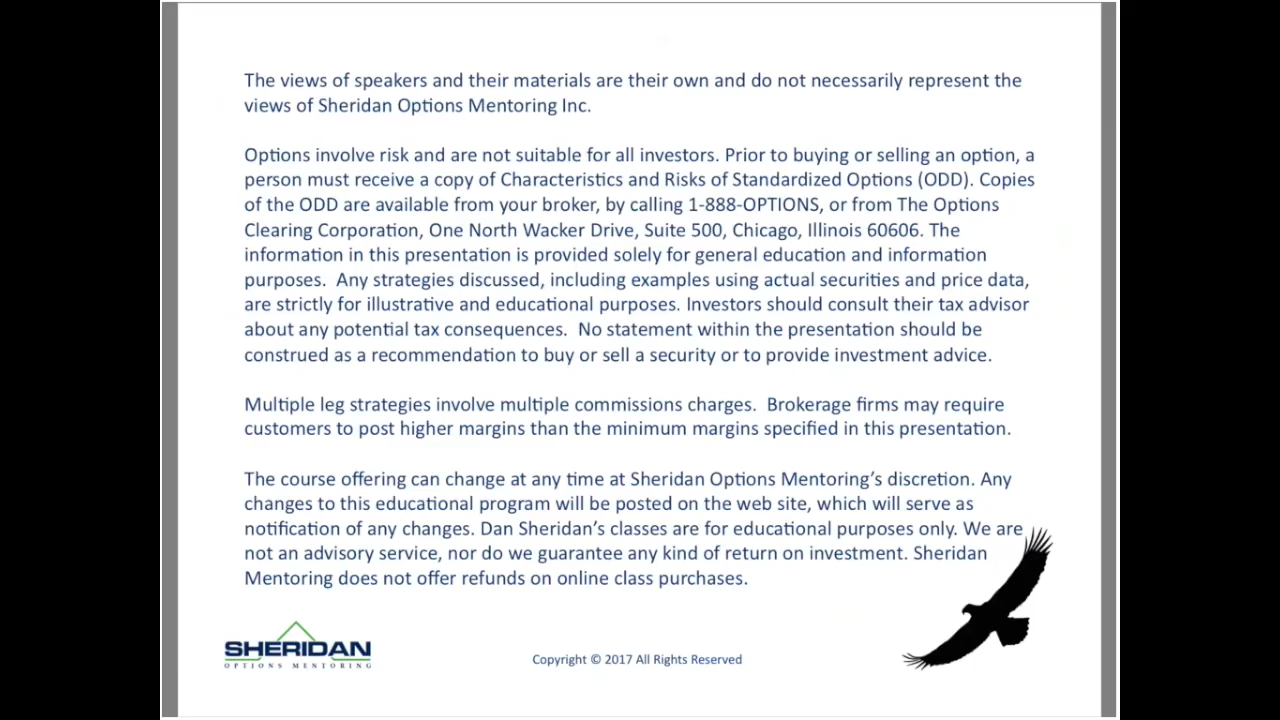 The views of speakers and their materials are their own and do not necessarily represent the
views of Sheridan Options Mentoring Inc.
Options involve risk and are not suitable for all investors. Prior to buying or selling an option, a
person must receive a copy of Characteristics and Risks of Standardized Options (ODD). Copies
of the ODD are available from your broker, by calling 1-888-OPTIONS, or from The Options
Clearing Corporation, One North Wacker Drive, Suite 500, Chicago, Illinois 60606. The
information in this presentation is provided solely for general education and information
purposes.  Any strategies discussed, including examples using actual securities and price data,
are strictly for illustrative and educational purposes. Investors should consult their tax advisor
about any potential tax consequences.  No statement within the presentation should be
construed as a recommendation to buy or sell a security or to provide investment advice.
Multiple leg strategies involve multiple commissions charges.  Brokerage firms may require
customers to post higher margins than the minimum margins specified in this presentation.
The course offering can change at any time at Sheridan Options Mentoring’s discretion. Any
changes to this educational program will be posted on the web site, which will serve as
notification of any changes. Dan Sheridan’s classes are for educational purposes only. We are
not an advisory service, nor do we guarantee any kind of return on investment. Sheridan
Mentoring does not offer refunds on online class purchases.
SHERIDAN
OPTIONS MENTORING
Copyright © 2017 All Rights Reserved